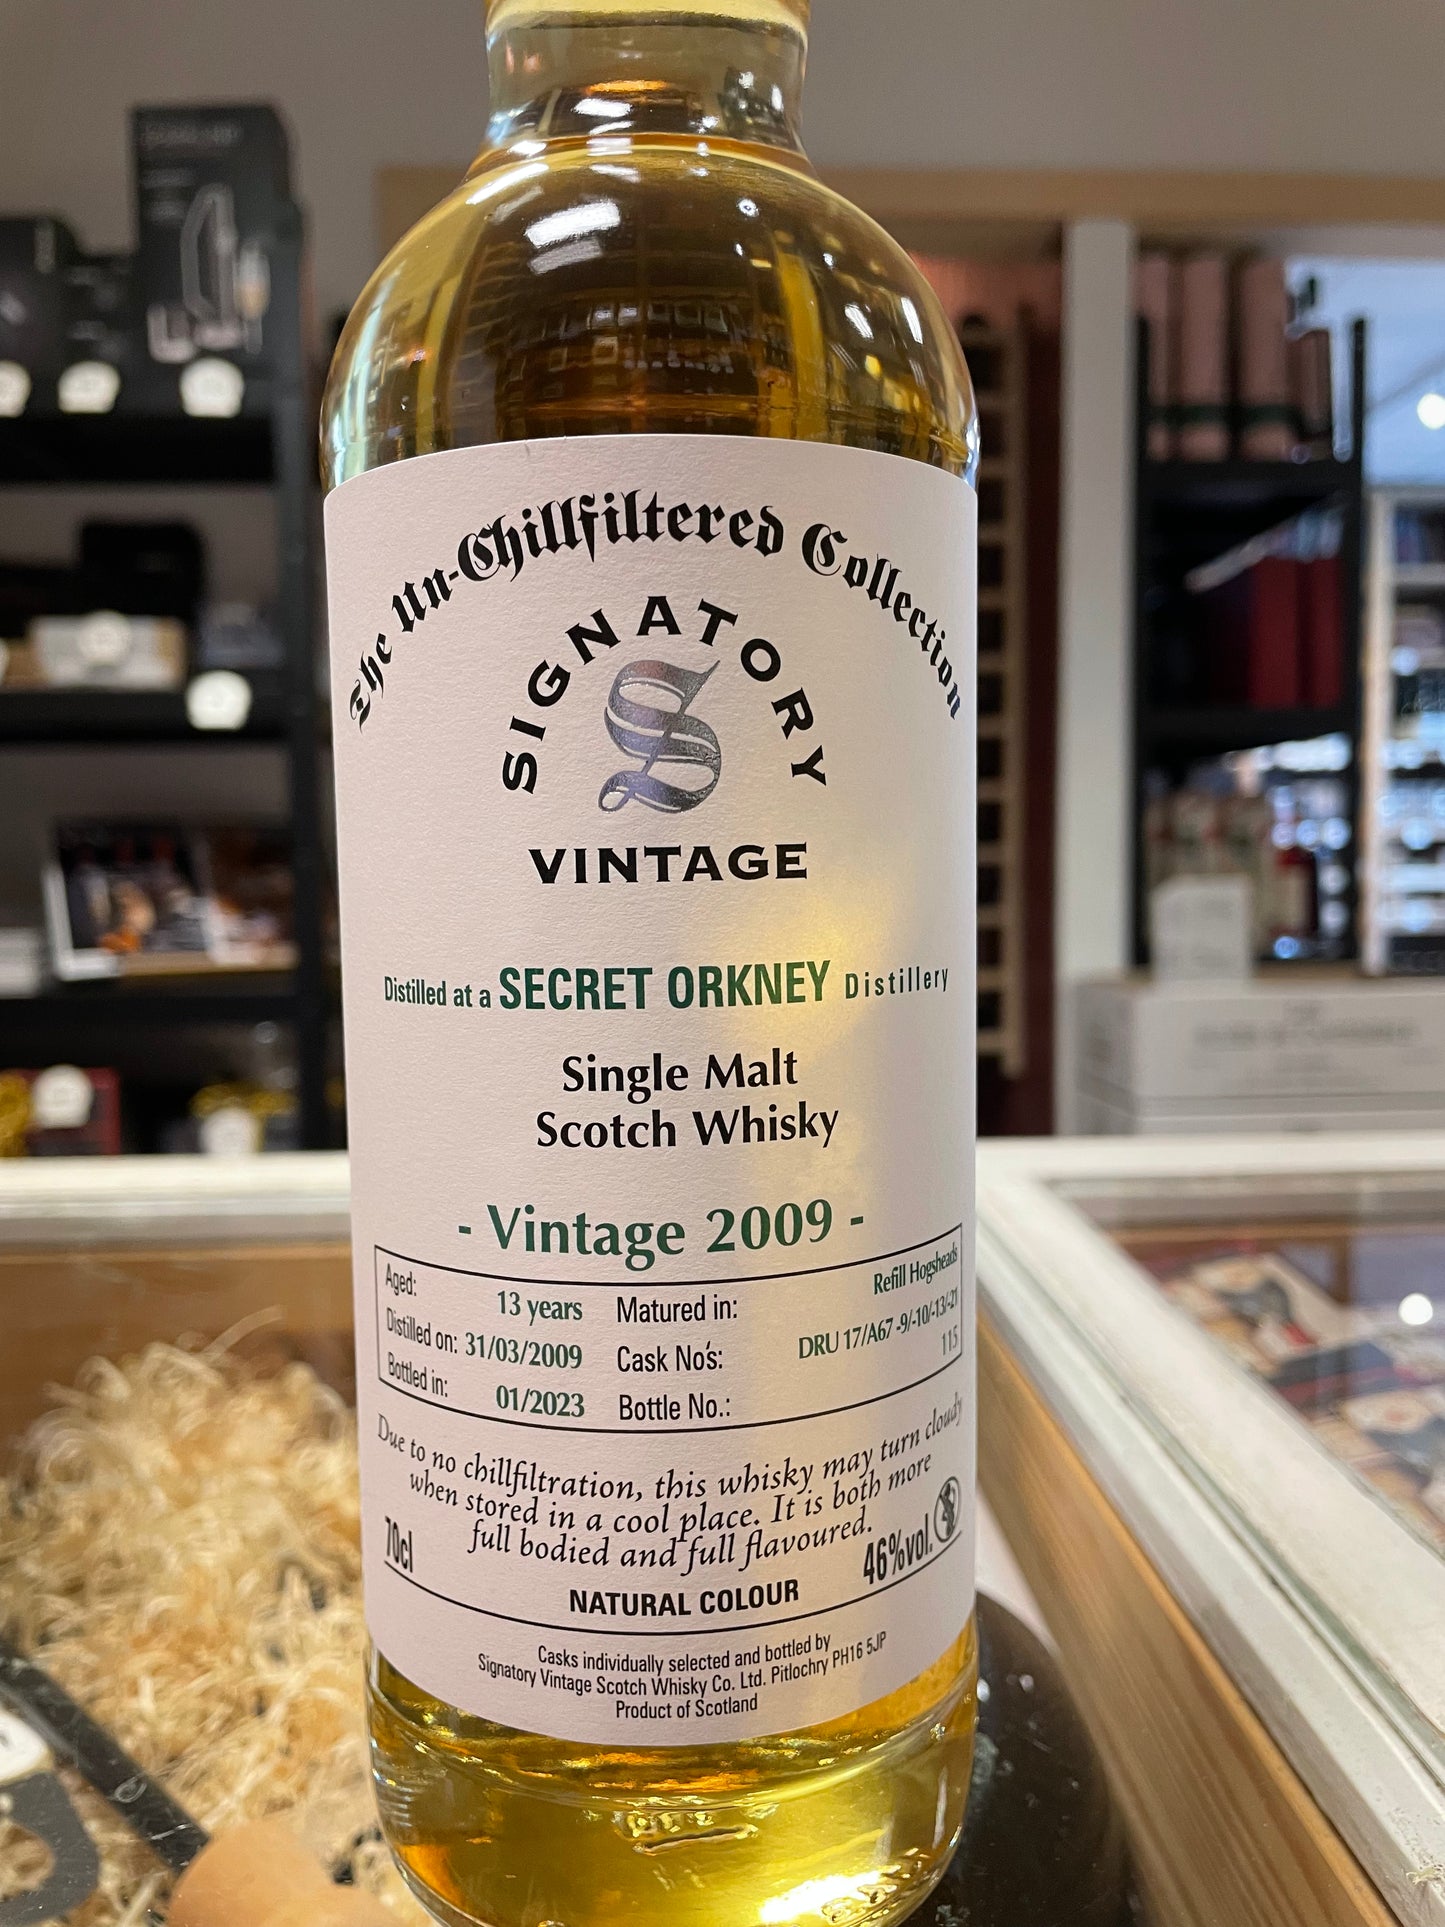 The Un-Chillfiltered Collection
SIGNATORY
S
VINTAGE
Distilled at a SECRET ORKNEY Distillery
Single Malt
Scotch Whisky
- Vintage 2009 -
Aged: 13 years Matured in: Refill Hogsheads
Distilled on: 31/03/2009 Cask No's: DRU 17/A67 -9/-10/-13/-21
Bottled in: 01/2023 Bottle No.: 115
Due to no chillfiltration, this whisky may turn cloudy
when stored in a cool place. It is both more
full bodied and full flavoured.
70cl 46%vol.
NATURAL COLOUR
Casks individually selected and bottled by
Signatory Vintage Scotch Whisky Co. Ltd. Pitlochry PH16 5JP
Product of Scotland